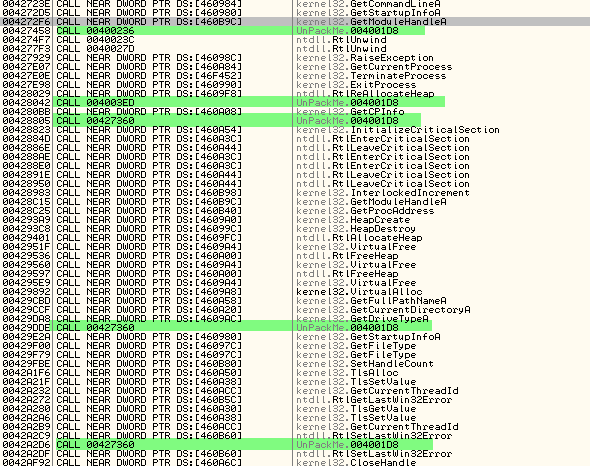 0042723E CALL NEAR DWORD PTR DS:[460984] kernel32.GetCommandLineA
004272D5 CALL NEAR DWORD PTR DS:[460980] kernel32.GetStartupInfoA
004272F6 CALL NEAR DWORD PTR DS:[460B9C] kernel32.GetModuleHandleA
00427458 CALL 00400236 UnPackMe.004001D8
004274F7 CALL 0040023C ntdll.RtlUnwind
004277F3 CALL 0040027D ntdll.RtlUnwind
00427929 CALL NEAR DWORD PTR DS:[46098C] kernel32.RaiseException
00427E07 CALL NEAR DWORD PTR DS:[460A84] kernel32.GetCurrentProcess
00427E0E CALL NEAR DWORD PTR DS:[46F452] kernel32.TerminateProcess
00427E98 CALL NEAR DWORD PTR DS:[460990] kernel32.ExitProcess
00428029 CALL NEAR DWORD PTR DS:[4609F8] ntdll.RtlReAllocateHeap
00428042 CALL 004003ED UnPackMe.004001D8
004280BB CALL NEAR DWORD PTR DS:[460A08] kernel32.GetCPInfo
00428805 CALL 00427360 UnPackMe.004001D8
00428823 CALL NEAR DWORD PTR DS:[460A54] kernel32.InitializeCriticalSection
0042884D CALL NEAR DWORD PTR DS:[460A3C] ntdll.RtlEnterCriticalSection
0042886E CALL NEAR DWORD PTR DS:[460A44] ntdll.RtlLeaveCriticalSection
004288AE CALL NEAR DWORD PTR DS:[460A3C] ntdll.RtlEnterCriticalSection
004288E0 CALL NEAR DWORD PTR DS:[460A3C] ntdll.RtlEnterCriticalSection
0042891E CALL NEAR DWORD PTR DS:[460A44] ntdll.RtlLeaveCriticalSection
00428950 CALL NEAR DWORD PTR DS:[460A44] ntdll.RtlLeaveCriticalSection
00428983 CALL NEAR DWORD PTR DS:[460B98] kernel32.InterlockedIncrement
00428C15 CALL NEAR DWORD PTR DS:[460B9C] kernel32.GetModuleHandleA
00428C25 CALL NEAR DWORD PTR DS:[460B40] kernel32.GetProcAddress
004293A9 CALL NEAR DWORD PTR DS:[4609A0] kernel32.HeapCreate
004293C8 CALL NEAR DWORD PTR DS:[46099C] kernel32.HeapDestroy
00429401 CALL NEAR DWORD PTR DS:[4609FC] ntdll.RtlAllocateHeap
0042951F CALL NEAR DWORD PTR DS:[4609A4] kernel32.VirtualFree
00429536 CALL NEAR DWORD PTR DS:[460A00] ntdll.RtlFreeHeap
00429560 CALL NEAR DWORD PTR DS:[4609A4] kernel32.VirtualFree
00429597 CALL NEAR DWORD PTR DS:[460A00] ntdll.RtlFreeHeap
004295E9 CALL NEAR DWORD PTR DS:[4609A4] kernel32.VirtualFree
00429892 CALL NEAR DWORD PTR DS:[4609A8] kernel32.VirtualAlloc
00429CBD CALL NEAR DWORD PTR DS:[460A58] kernel32.GetFullPathNameA
00429CCF CALL NEAR DWORD PTR DS:[460A20] kernel32.GetCurrentDirectoryA
00429DA8 CALL NEAR DWORD PTR DS:[4609AC] kernel32.GetDriveTypeA
00429DDE CALL 00427360 UnPackMe.004001D8
00429E2A CALL NEAR DWORD PTR DS:[460980] kernel32.GetStartupInfoA
00429F00 CALL NEAR DWORD PTR DS:[46097C] kernel32.GetFileType
00429F79 CALL NEAR DWORD PTR DS:[46097C] kernel32.GetFileType
00429FBE CALL NEAR DWORD PTR DS:[460A80] kernel32.SetHandleCount
0042A1F6 CALL NEAR DWORD PTR DS:[460A50] kernel32.TlsAlloc
0042A21F CALL NEAR DWORD PTR DS:[460A38] kernel32.TlsSetValue
0042A232 CALL NEAR DWORD PTR DS:[460ACC] kernel32.GetCurrentThreadId
0042A272 CALL NEAR DWORD PTR DS:[460B5C] ntdll.RtlGetLastWin32Error
0042A280 CALL NEAR DWORD PTR DS:[460A30] kernel32.TlsGetValue
0042A2A6 CALL NEAR DWORD PTR DS:[460A38] kernel32.TlsSetValue
0042A2B9 CALL NEAR DWORD PTR DS:[460ACC] kernel32.GetCurrentThreadId
0042A2C9 CALL NEAR DWORD PTR DS:[460B60] ntdll.RtlSetLastWin32Error
0042A2D6 CALL 00427360 UnPackMe.004001D8
0042A2DF CALL NEAR DWORD PTR DS:[460B60] ntdll.RtlSetLastWin32Error
0042AF92 CALL NEAR DWORD PTR DS:[460A6C] kernel32.CloseHandle